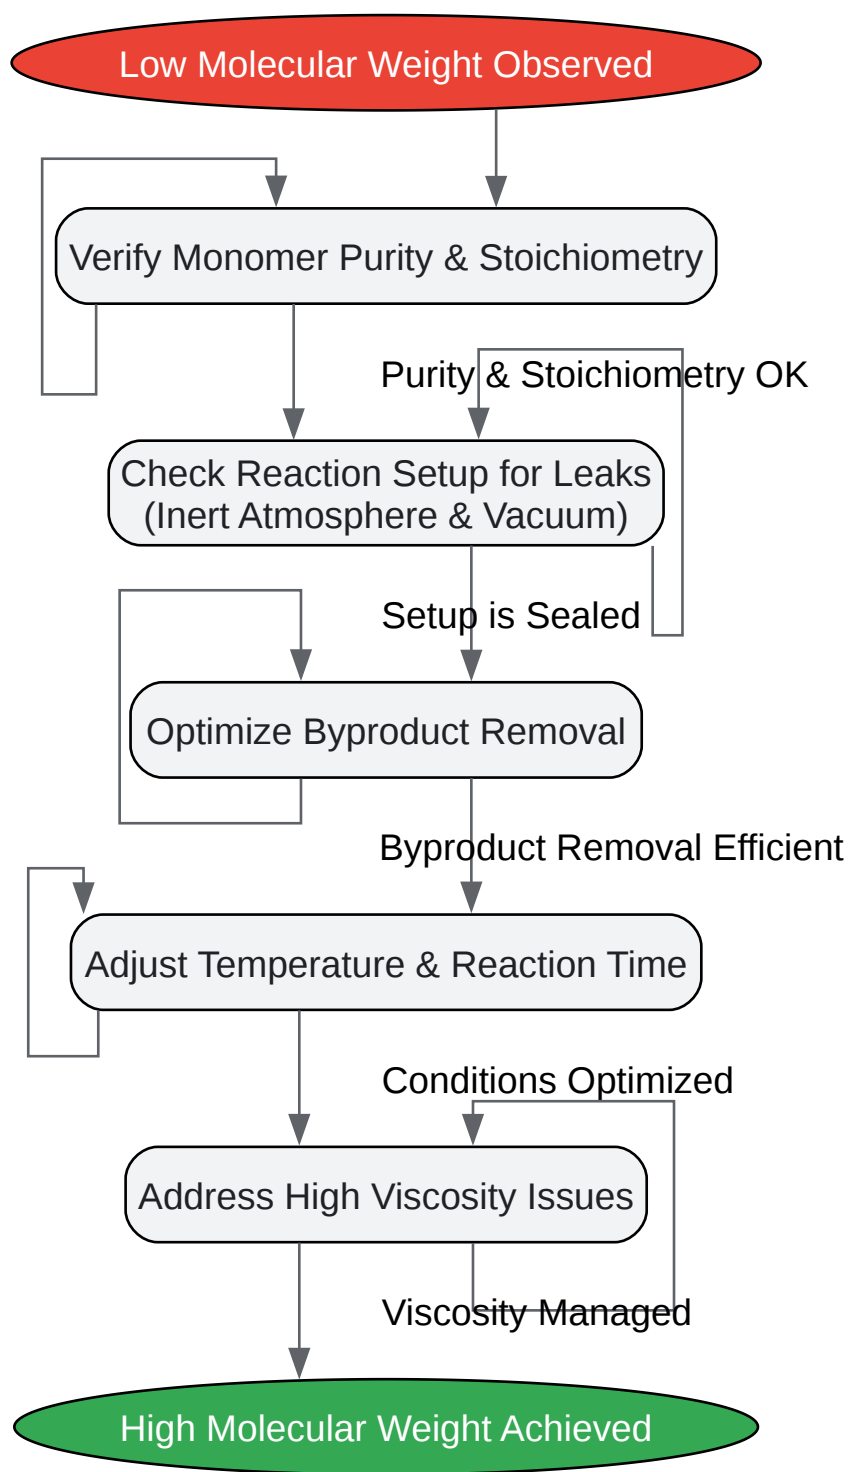 Low Molecular Weight Observed
Verify Monomer Purity & Stoichiometry
Purity & Stoichiometry OK
Check Reaction Setup for Leaks
(Inert Atmosphere & Vacuum)
Setup is Sealed
Optimize Byproduct Removal
Byproduct Removal Efficient
Adjust Temperature & Reaction Time
Conditions Optimized
Address High Viscosity Issues
Viscosity Managed
High Molecular Weight Achieved